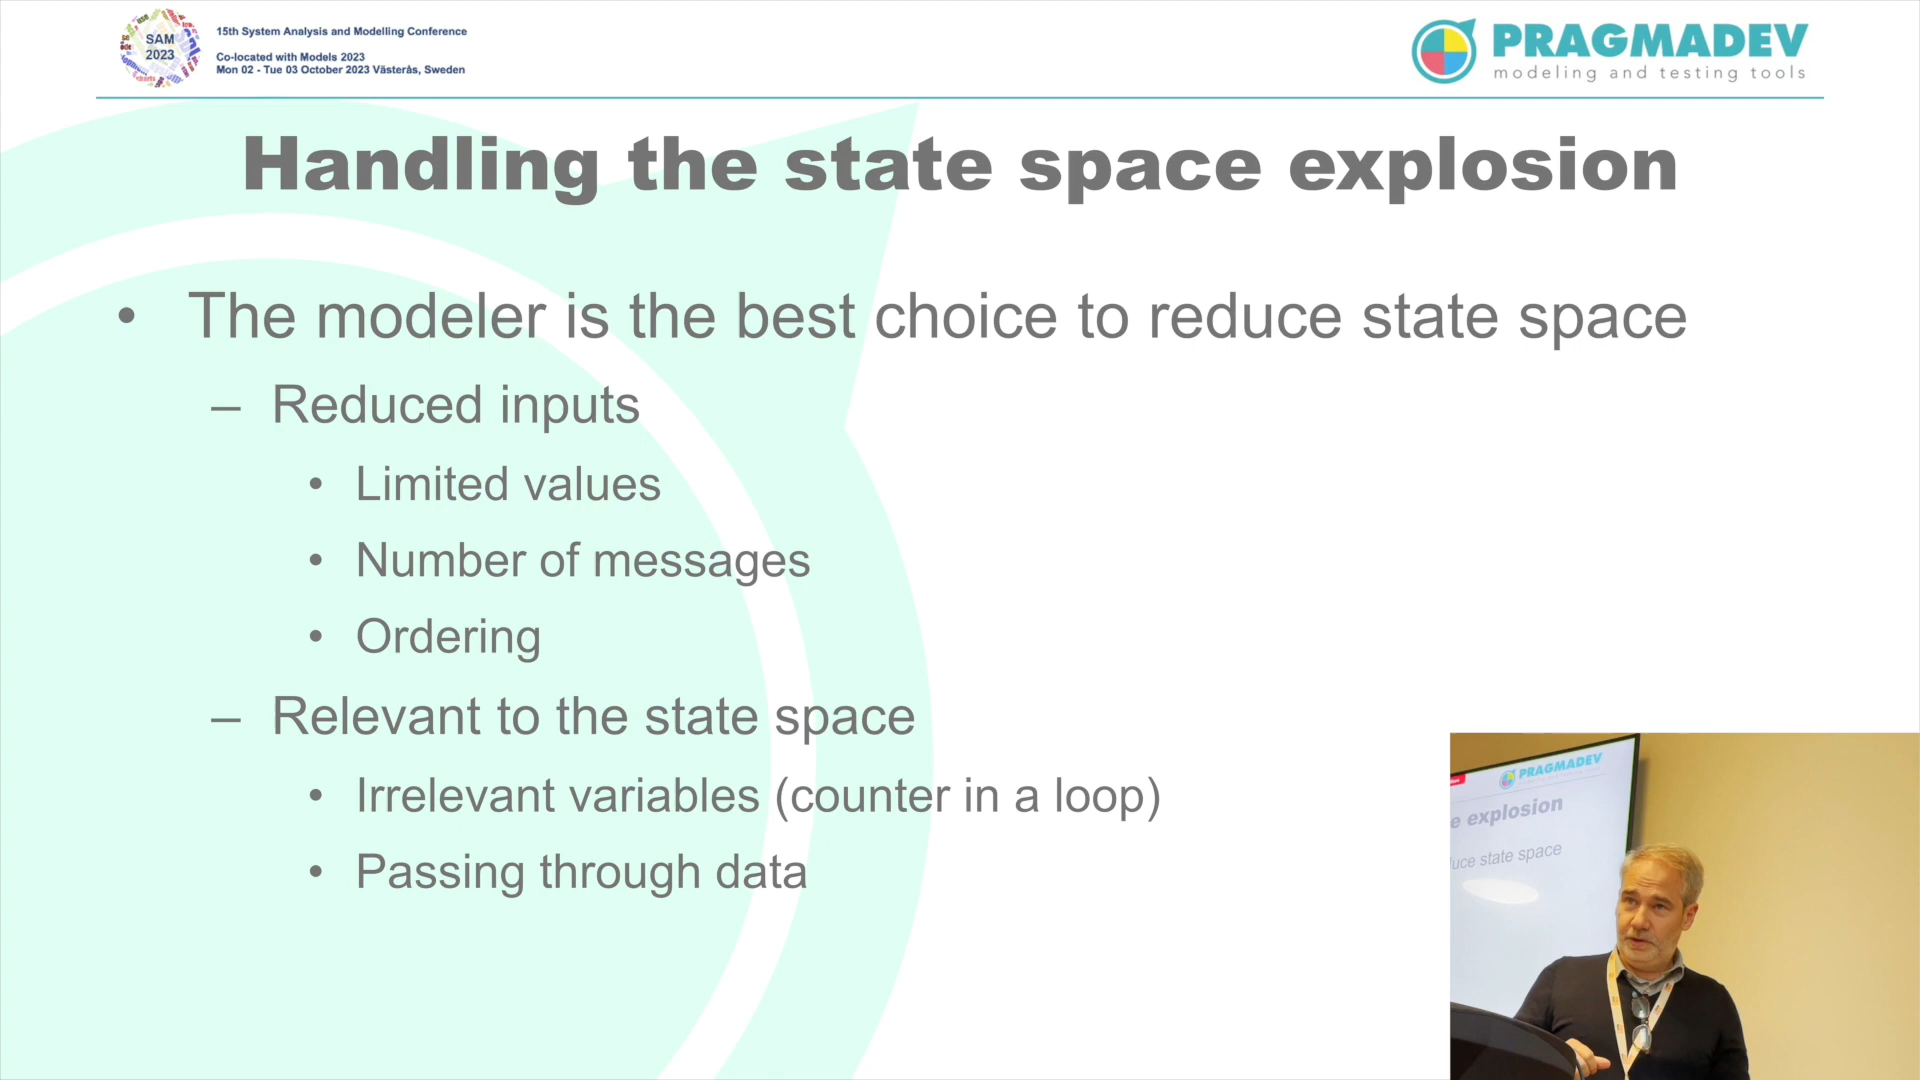 SAM
2023
15th System Analysis and Modelling Conference
Co-located with Models 2023
Mon 02 - Tue 03 October 2023 Västerås, Sweden
PRAGMADEV
modeling and testing tools
Handling the state space explosion
• The modeler is the best choice to reduce state space
– Reduced inputs
• Limited values
• Number of messages
• Ordering
– Relevant to the state space
• Irrelevant variables (counter in a loop)
• Passing through data
PRAGMADEV
e explosion
uce state space